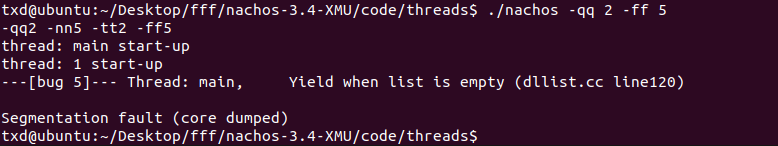 txd@ubuntu:~/Desktop/fff/nachos-3.4-XMU/code/threads$ ./nachos -qq 2 -ff 5
-qq2 -nn5 -tt2 -ff5
thread: main start-up
thread: 1 start-up
---[bug 5]--- Thread: main,     Yield when list is empty (dllist.cc line120)
Segmentation fault (core dumped)
txd@ubuntu:~/Desktop/fff/nachos-3.4-XMU/code/threads$